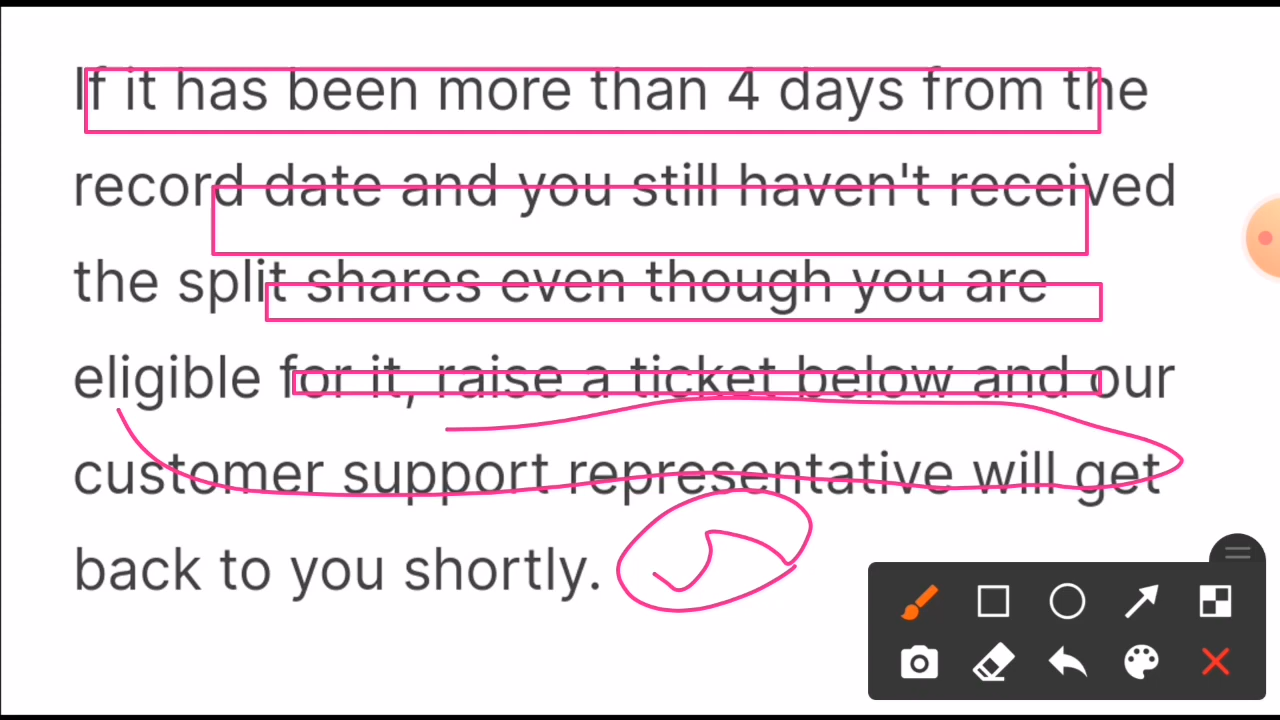 If it has been more than 4 days from the
record date and you still haven't received
the split shares even though you are
eligible for it, raise a ticket below and our
customer support representative will get
back to you shortly.